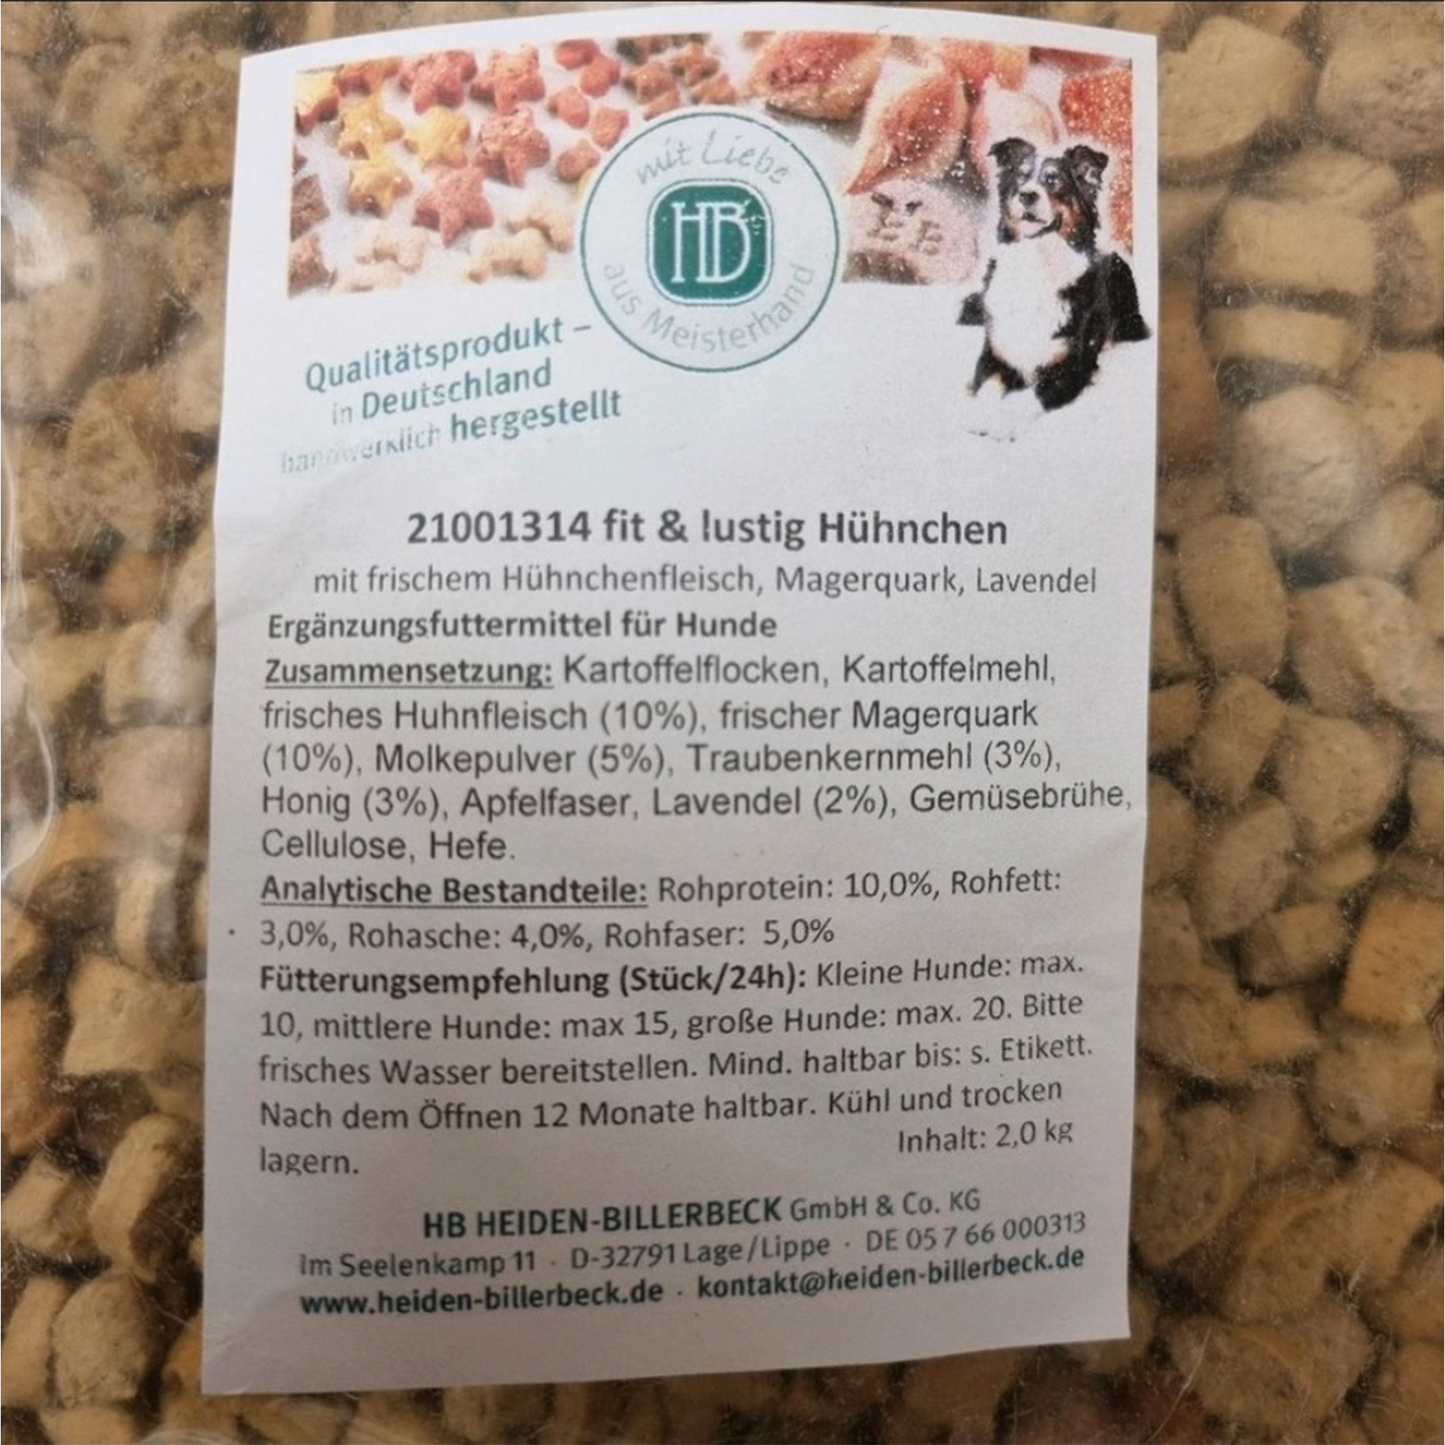 mit Liebe
HB
aus Meisterhand
Qualitätsprodukt –
in Deutschland
handwerklich hergestellt
21001314 fit & lustig Hühnchen
mit frischem Hühnchenfleisch, Magerquark, Lavendel
Ergänzungsfuttermittel für Hunde
Zusammensetzung: Kartoffelflocken, Kartoffelmehl,
frisches Huhnfleisch (10%), frischer Magerquark
(10%), Molkepulver (5%), Traubenkernmehl (3%),
Honig (3%), Apfelfaser, Lavendel (2%), Gemüsebrühe,
Cellulose, Hefe.
Analytische Bestandteile: Rohprotein: 10,0%, Rohfett:
3,0%, Rohasche: 4,0%, Rohfaser: 5,0%
Fütterungsempfehlung (Stück/24h): Kleine Hunde: max.
10, mittlere Hunde: max 15, große Hunde: max. 20. Bitte
frisches Wasser bereitstellen. Mind. haltbar bis: s. Etikett.
Nach dem Öffnen 12 Monate haltbar. Kühl und trocken
lagern. Inhalt: 2,0 kg
HB HEIDEN-BILLERBECK GmbH & Co. KG
Im Seelenkamp 11 · D-32791 Lage/Lippe · DE 05 7 66 000313
www.heiden-billerbeck.de · kontakt@heiden-billerbeck.de